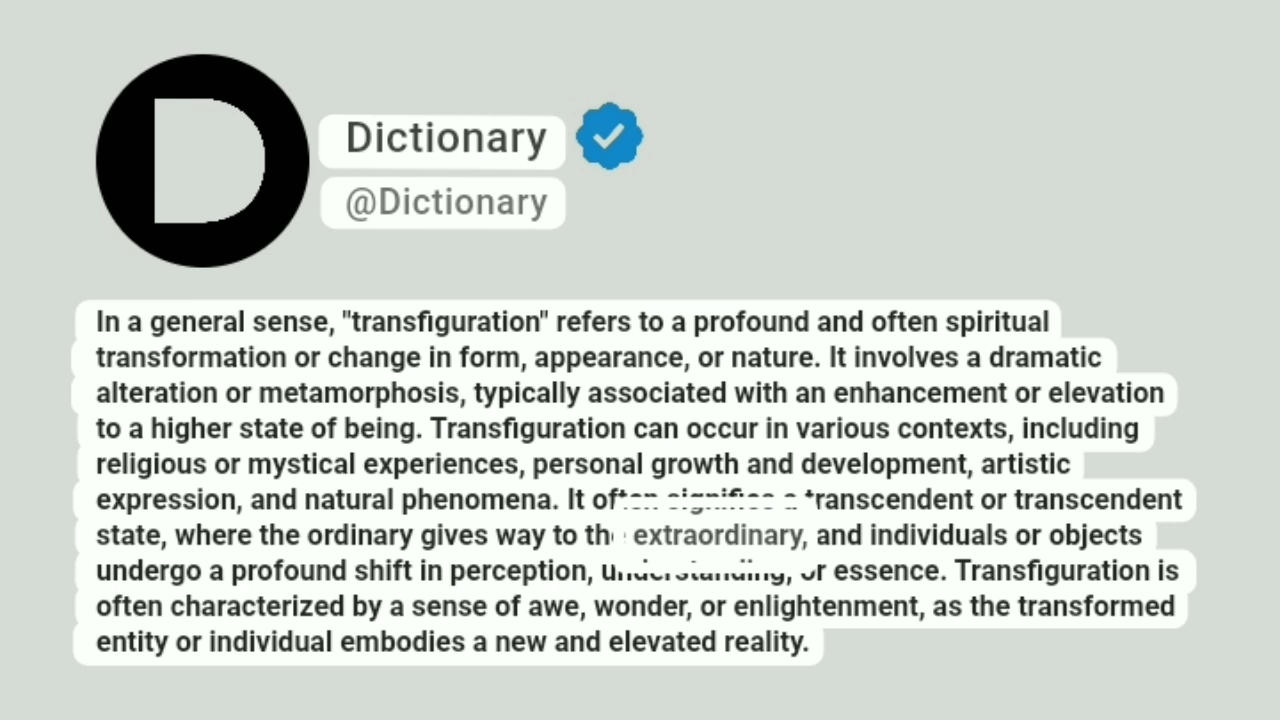 D
Dictionary
@Dictionary
In a general sense, "transfiguration" refers to a profound and often spiritual
transformation or change in form, appearance, or nature. It involves a dramatic
alteration or metamorphosis, typically associated with an enhancement or elevation
to a higher state of being. Transfiguration can occur in various contexts, including
religious or mystical experiences, personal growth and development, artistic
expression, and natural phenomena. It often signifies a transcendent or transcendent
state, where the ordinary gives way to the extraordinary, and individuals or objects
undergo a profound shift in perception, understanding, or essence. Transfiguration is
often characterized by a sense of awe, wonder, or enlightenment, as the transformed
entity or individual embodies a new and elevated reality.